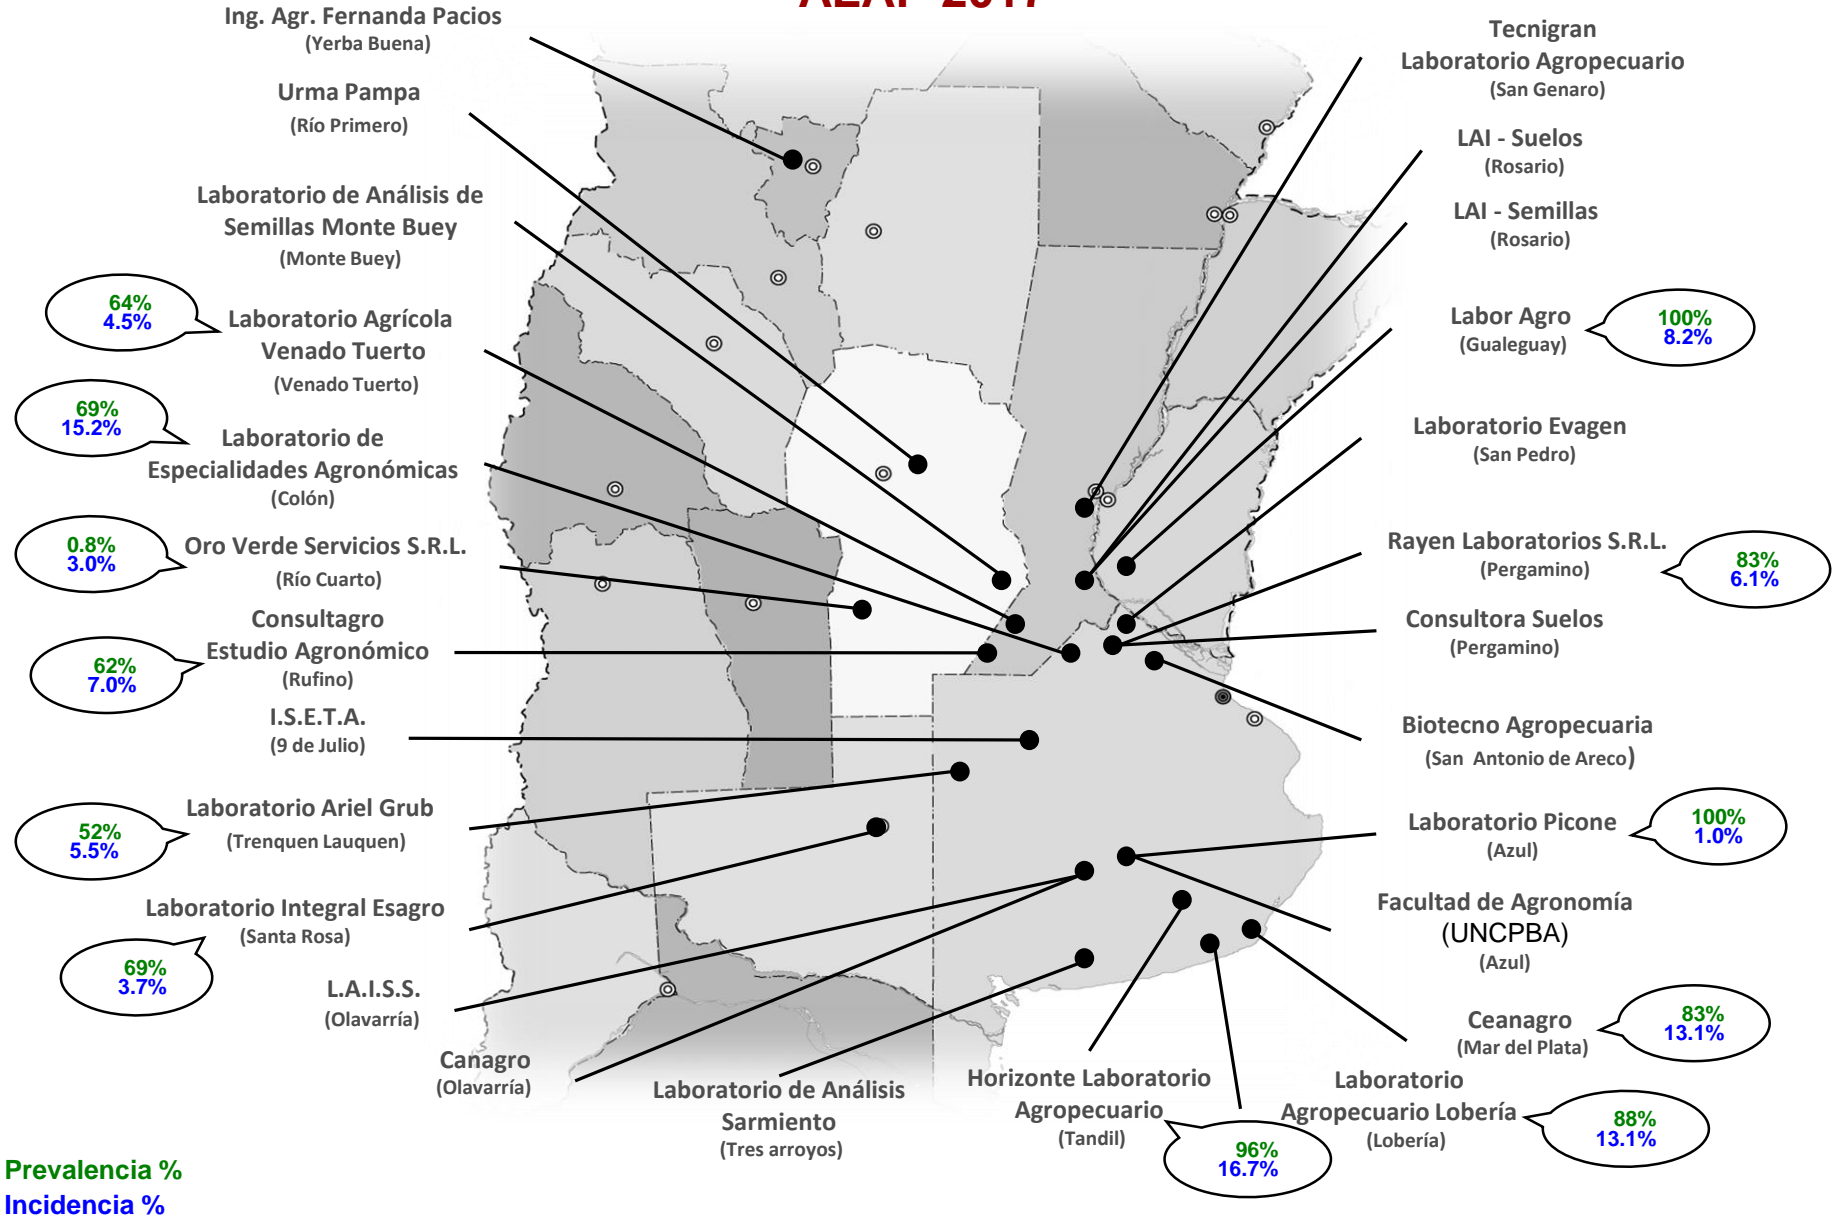 ALAP 2017
Ing. Agr. Fernanda Pacios
(Yerba Buena)
Urma Pampa
(Río Primero)
Laboratorio de Análisis de
Semillas Monte Buey
(Monte Buey)
64%
4.5%
Laboratorio Agrícola
Venado Tuerto
(Venado Tuerto)
69%
15.2%
Laboratorio de
Especialidades Agronómicas
(Colón)
0.8%
3.0%
Oro Verde Servicios S.R.L.
(Río Cuarto)
Consultagro
Estudio Agronómico
(Rufino)
62%
7.0%
I.S.E.T.A.
(9 de Julio)
Laboratorio Ariel Grub
(Trenquen Lauquen)
52%
5.5%
Laboratorio Integral Esagro
(Santa Rosa)
69%
3.7%
L.A.I.S.S.
(Olavarría)
Canagro
(Olavarría)
Laboratorio de Análisis
Sarmiento
(Tres arroyos)
Horizonte Laboratorio
Agropecuario
(Tandil)
96%
16.7%
Laboratorio
Agropecuario Lobería
(Lobería)
88%
13.1%
Tecnigran
Laboratorio Agropecuario
(San Genaro)
LAI - Suelos
(Rosario)
LAI - Semillas
(Rosario)
Labor Agro
(Gualeguay)
100%
8.2%
Laboratorio Evagen
(San Pedro)
Rayen Laboratorios S.R.L.
(Pergamino)
83%
6.1%
Consultora Suelos
(Pergamino)
Biotecno Agropecuaria
(San Antonio de Areco)
Laboratorio Picone
(Azul)
100%
1.0%
Facultad de Agronomía
(UNCPBA)
(Azul)
Ceanagro
(Mar del Plata)
83%
13.1%
Prevalencia %
Incidencia %